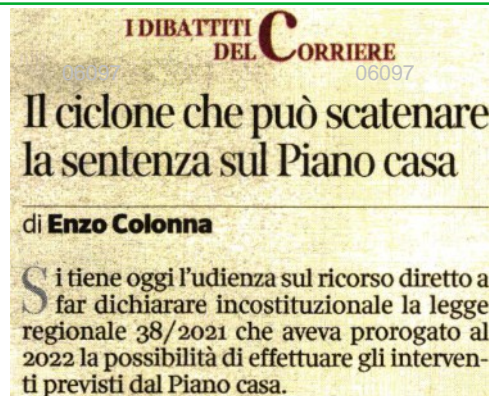 I DIBATTITI
DEL CORRIERE
06097
06097
Il ciclone che può scatenare
la sentenza sul Piano casa
di Enzo Colonna
Si tiene oggi l'udienza sul ricorso diretto a
far dichiarare incostituzionale la legge
regionale 38/2021 che aveva prorogato al
2022 la possibilità di effettuare gli interven-
ti previsti dal Piano casa.